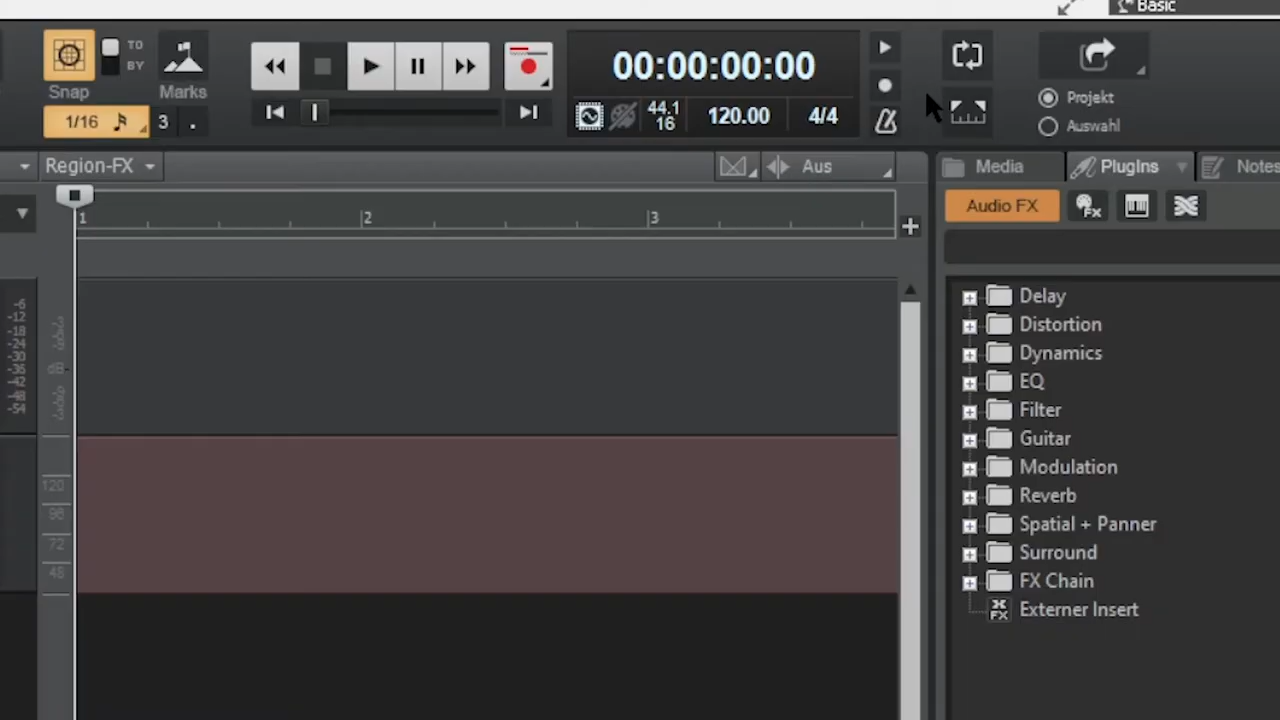 Basic
TO
BY
Snap
Marks
1/16
3
.
00:00:00:00
44.1
16
120.00
4/4
Projekt
Auswahl
Region-FX
Aus
Media
PlugIns
Notes
1
2
3
Audio FX
FX
-6
-12
-18
-24
-30
-36
-42
-48
-54
dB
120
96
72
48
Delay
Distortion
Dynamics
EQ
Filter
Guitar
Modulation
Reverb
Spatial + Panner
Surround
FX Chain
FX
Externer Insert